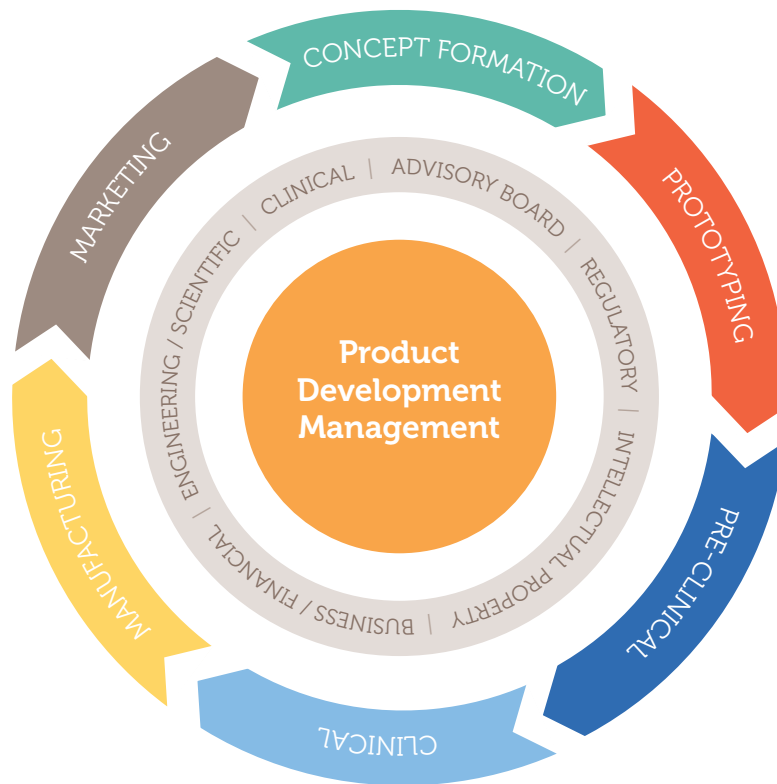 CONCEPT FORMATION
PROTOTYPING
PRE-CLINICAL
CLINICAL
MANUFACTURING
MARKETING
ADVISORY BOARD | REGULATORY | INTELLECTUAL PROPERTY | BUSINESS / FINANCIAL | ENGINEERING / SCIENTIFIC | CLINICAL |
Product
Development
Management